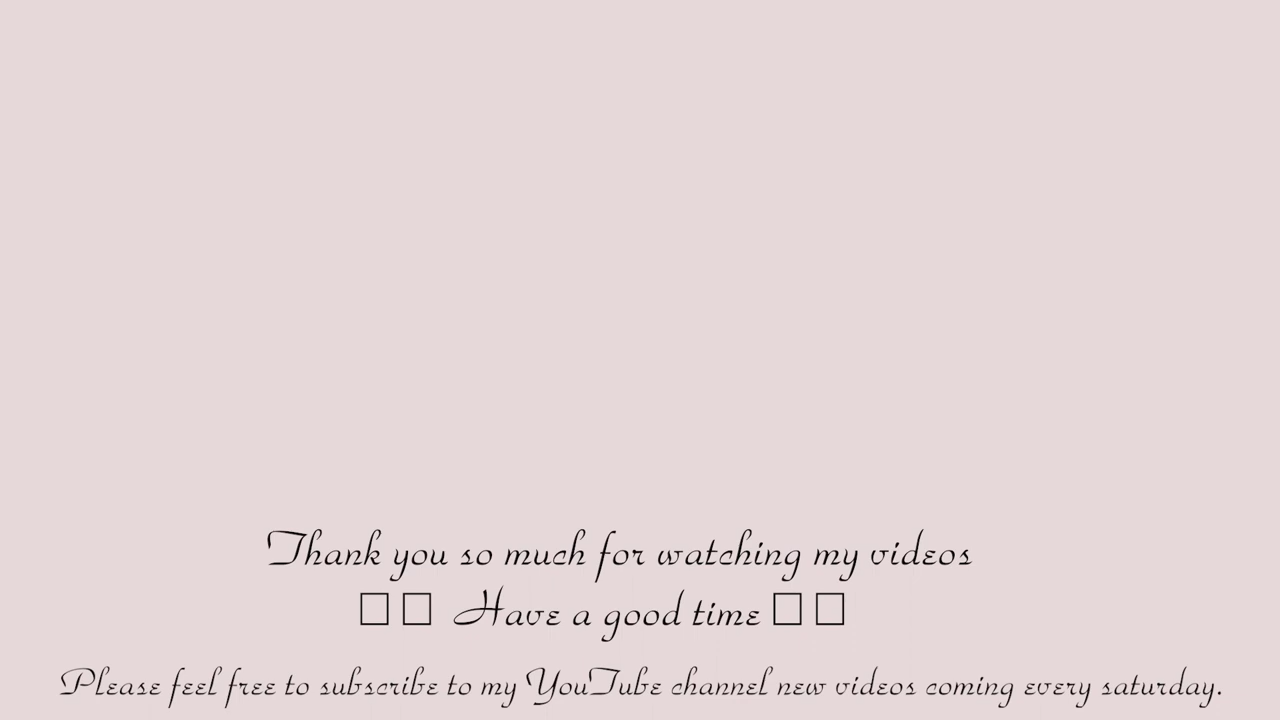 Thank you so much for watching my videos
□□ Have a good time □□
Please feel free to subscribe to my YouTube channel new videos coming every saturday.